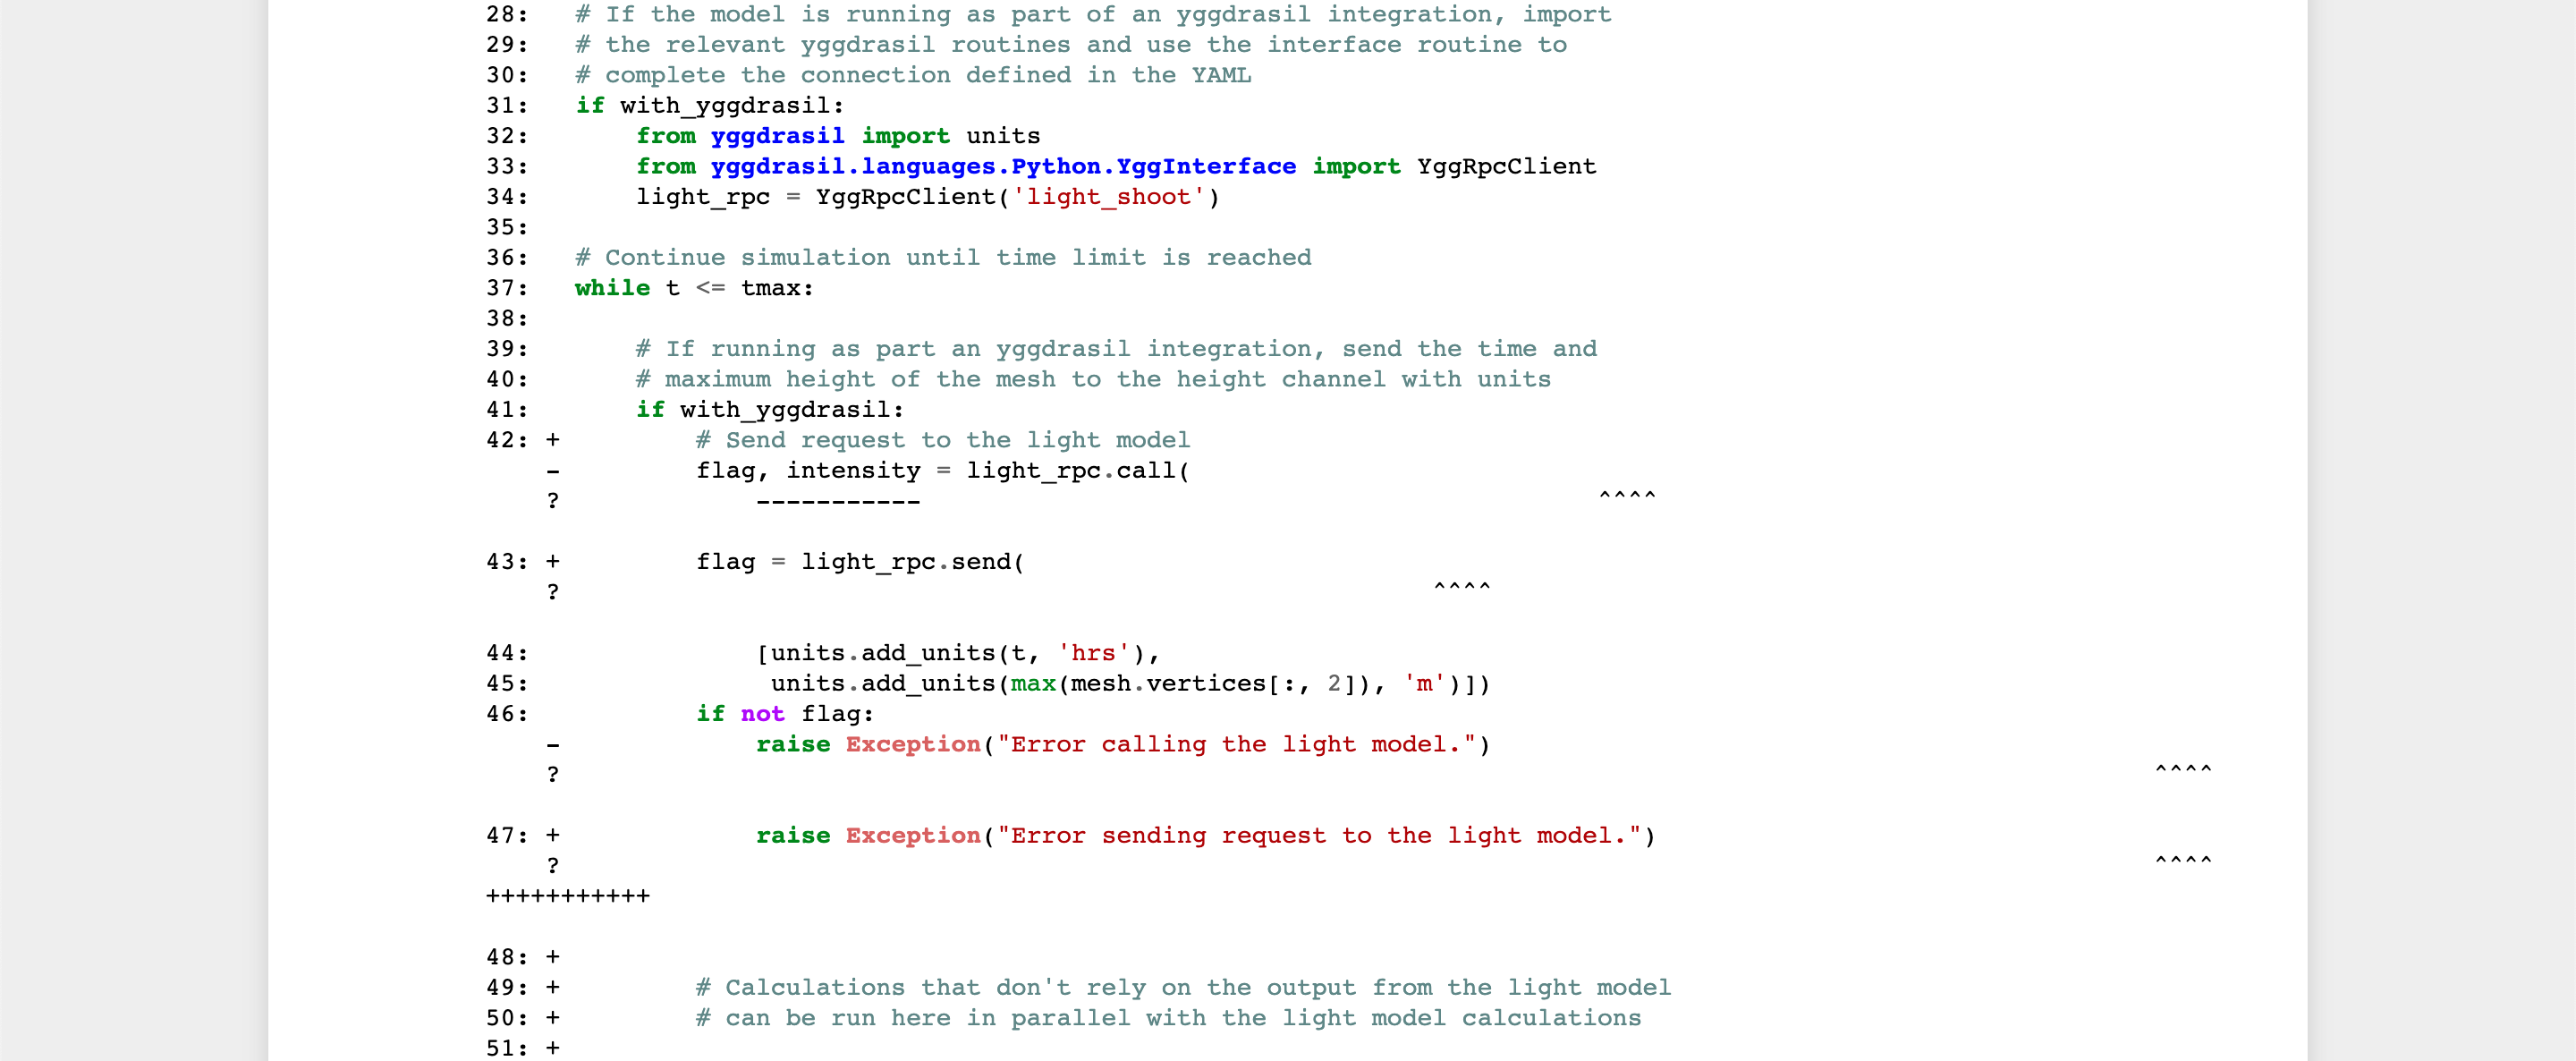 28:   # If the model is running as part of an yggdrasil integration, import
29:   # the relevant yggdrasil routines and use the interface routine to
30:   # complete the connection defined in the YAML
31:   if with_yggdrasil:
32:       from yggdrasil import units
33:       from yggdrasil.languages.Python.YggInterface import YggRpcClient
34:       light_rpc = YggRpcClient('light_shoot')
35:
36:   # Continue simulation until time limit is reached
37:   while t <= tmax:
38:
39:       # If running as part an yggdrasil integration, send the time and
40:       # maximum height of the mesh to the height channel with units
41:       if with_yggdrasil:
42: +         # Send request to the light model
    -         flag, intensity = light_rpc.call(
    ?             -----------                                             ^^^^
43: +         flag = light_rpc.send(
    ?                                                          ^^^^
44:               [units.add_units(t, 'hrs'),
45:                units.add_units(max(mesh.vertices[:, 2]), 'm')])
46:           if not flag:
    -             raise Exception("Error calling the light model.")
    ?                                                                                                          ^^^^
47: +             raise Exception("Error sending request to the light model.")
    ?                                                                                                          ^^^^
+++++++++++
48: +
49: +         # Calculations that don't rely on the output from the light model
50: +         # can be run here in parallel with the light model calculations
51: +